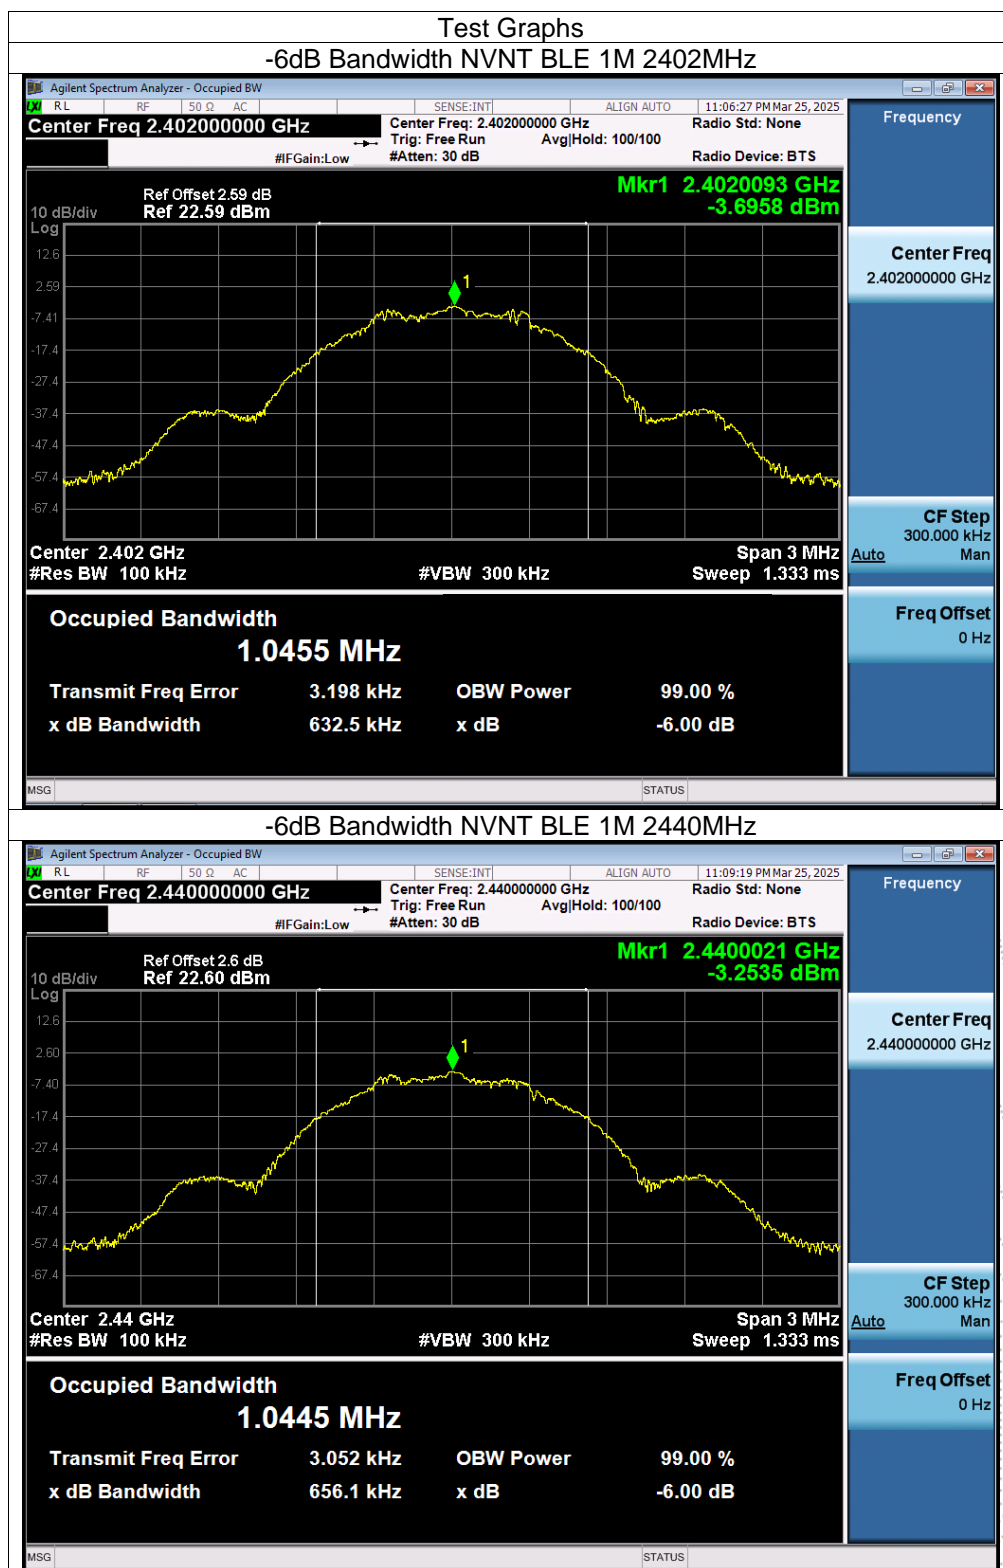 Test Graphs
-6dB Bandwidth NVNT BLE 1M 2402MHz
Agilent Spectrum Analyzer - Occupied BW
LXI RL RF 50 Ω AC SENSE:INT ALIGN AUTO 11:06:27 PM Mar 25, 2025
Center Freq 2.402000000 GHz
Center Freq: 2.402000000 GHz
Radio Std: None
Trig: Free Run Avg|Hold: 100/100
#IFGain:Low #Atten: 30 dB
Radio Device: BTS
Frequency
Mkr1 2.4020093 GHz
-3.6958 dBm
Ref Offset 2.59 dB
10 dB/div Ref 22.59 dBm
Log
12.6
2.59
-7.41
-17.4
-27.4
-37.4
-47.4
-57.4
-67.4
1
Center 2.402 GHz
Span 3 MHz
#Res BW 100 kHz
#VBW 300 kHz
Sweep 1.333 ms
Center Freq
2.402000000 GHz
CF Step
300.000 kHz
Auto Man
Freq Offset
0 Hz
Occupied Bandwidth
1.0455 MHz
Transmit Freq Error 3.198 kHz OBW Power 99.00 %
x dB Bandwidth 632.5 kHz x dB -6.00 dB
MSG STATUS
-6dB Bandwidth NVNT BLE 1M 2440MHz
Agilent Spectrum Analyzer - Occupied BW
LXI RL RF 50 Ω AC SENSE:INT ALIGN AUTO 11:09:19 PM Mar 25, 2025
Center Freq 2.440000000 GHz
Center Freq: 2.440000000 GHz
Radio Std: None
Trig: Free Run Avg|Hold: 100/100
#IFGain:Low #Atten: 30 dB
Radio Device: BTS
Frequency
Mkr1 2.4400021 GHz
-3.2535 dBm
Ref Offset 2.6 dB
10 dB/div Ref 22.60 dBm
Log
12.6
2.60
-7.40
-17.4
-27.4
-37.4
-47.4
-57.4
-67.4
1
Center 2.44 GHz
Span 3 MHz
#Res BW 100 kHz
#VBW 300 kHz
Sweep 1.333 ms
Center Freq
2.440000000 GHz
CF Step
300.000 kHz
Auto Man
Freq Offset
0 Hz
Occupied Bandwidth
1.0445 MHz
Transmit Freq Error 3.052 kHz OBW Power 99.00 %
x dB Bandwidth 656.1 kHz x dB -6.00 dB
MSG STATUS